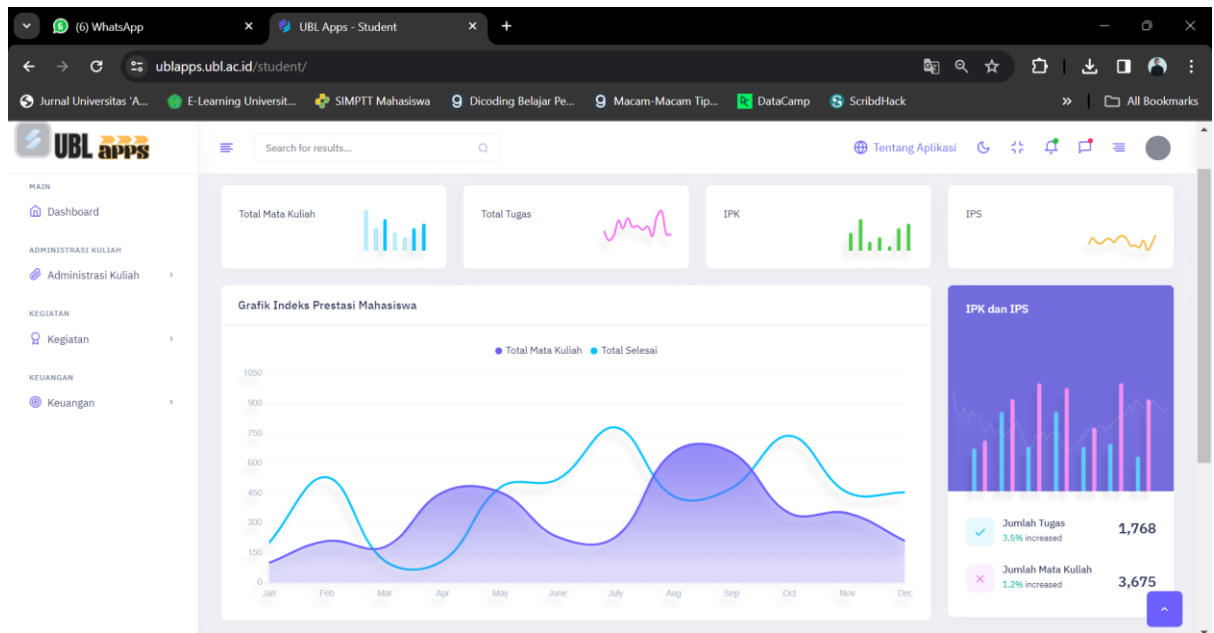 (6) WhatsApp
UBL Apps - Student
ublapps.ubl.ac.id/student/
Jurnal Universitas 'A...
E-Learning Universit...
SIMPTT Mahasiswa
Dicoding Belajar Pe...
Macam-Macam Tip...
DataCamp
ScribdHack
All Bookmarks
UBL apps
Search for results...
Tentang Aplikasi
MAIN
Dashboard
ADMINISTRASI KULIAH
Administrasi Kuliah
KEGIATAN
Kegiatan
KEUANGAN
Keuangan
Total Mata Kuliah
Total Tugas
IPK
IPS
Grafik Indeks Prestasi Mahasiswa
Total Mata Kuliah Total Selesai
1050
900
750
600
450
300
150
0
Jan Feb Mar Apr May June July Aug Sep Oct Nov Dec
IPK dan IPS
Jumlah Tugas
3.5% increased
1,768
Jumlah Mata Kuliah
1.2% increased
3,675